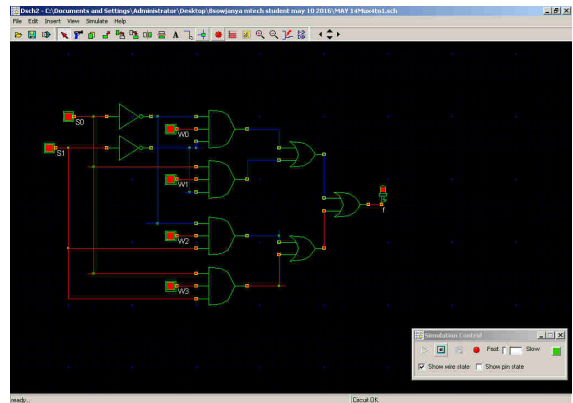 Dsch2 - C:\Documents and Settings\Administrator\Desktop\Bsowjanya mtech student may 10 2016\MAY 14Mux4to1.sch
File Edit Insert View Simulate Help
S0
S1
W0
W1
f
W2
W3
Simulation Control
Fast Slow
Show wire state Show pin state
ready... Circuit OK